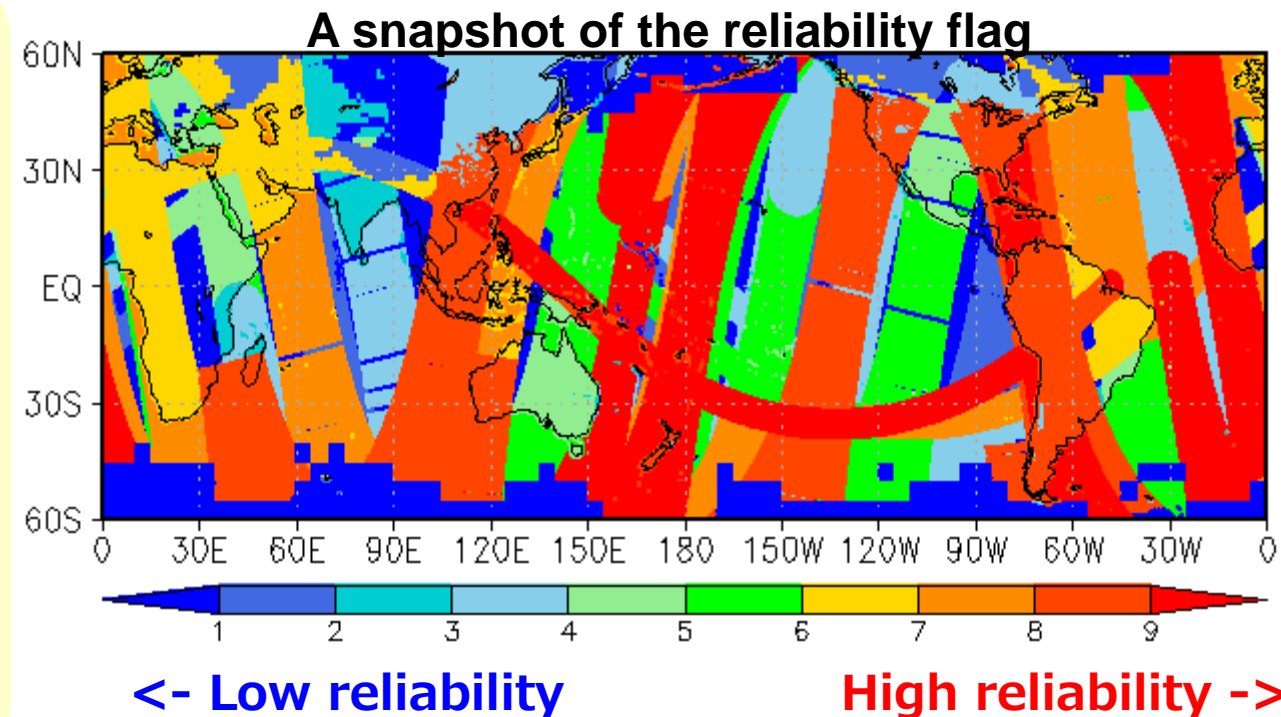 A snapshot of the reliability flag
60N
30N
EQ
30S
60S
0 30E 60E 90E 120E 150E 180 150W 120W 90W 60W 30W 0
1 2 3 4 5 6 7 8 9
<- Low reliability High reliability ->